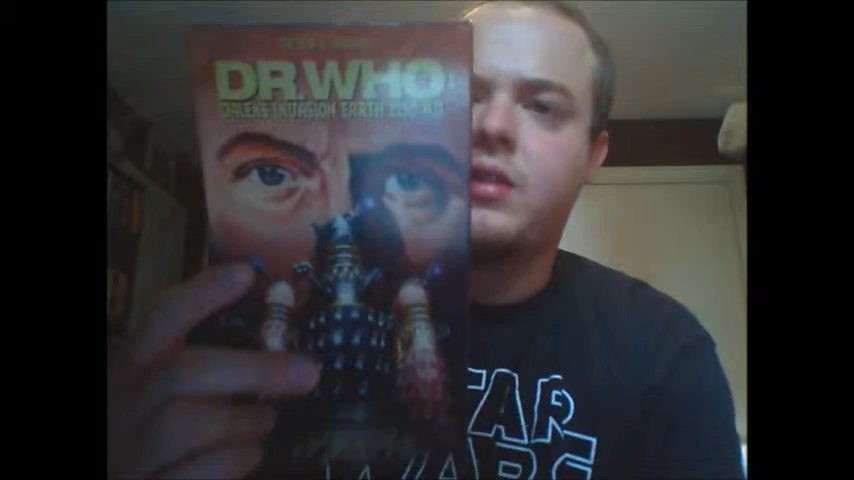 DR. WHO
DALEKS INVASION EARTH 2150 A.D.
STAR
WARS